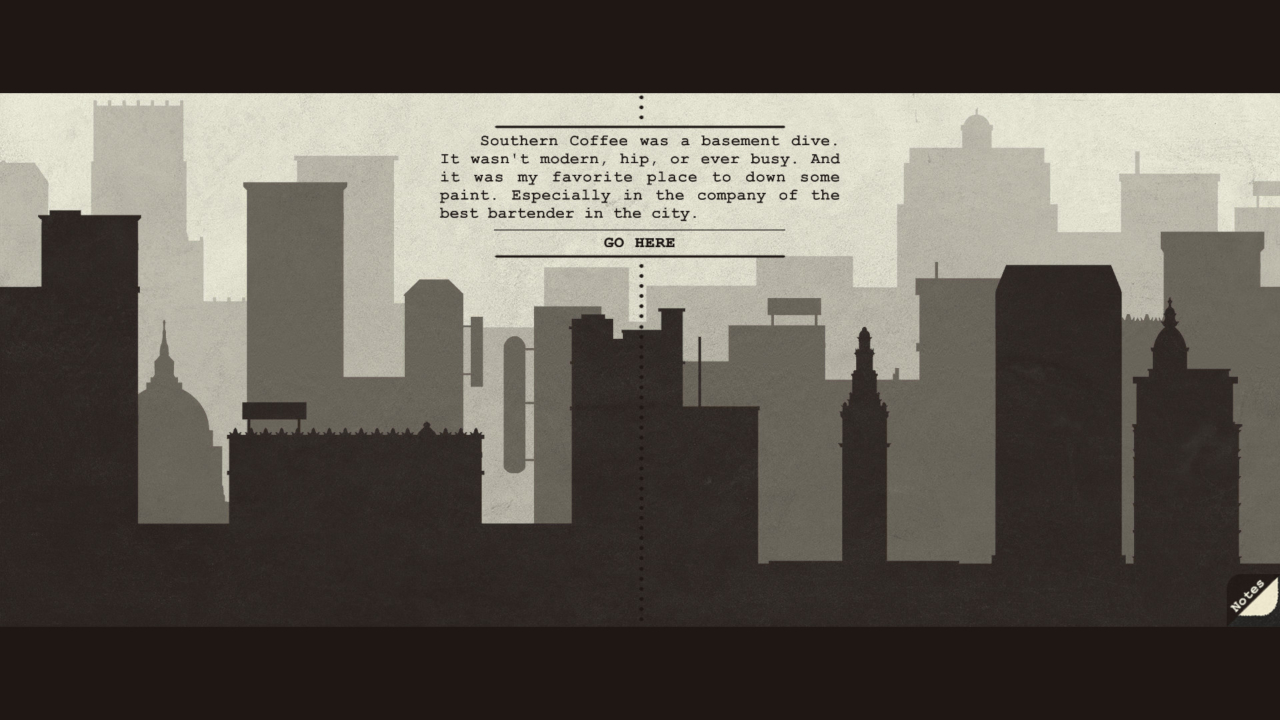 Southern Coffee was a basement dive.
It wasn't modern, hip, or ever busy. And
it was my favorite place to down some
paint. Especially in the company of the
best bartender in the city.
GO HERE
Notes